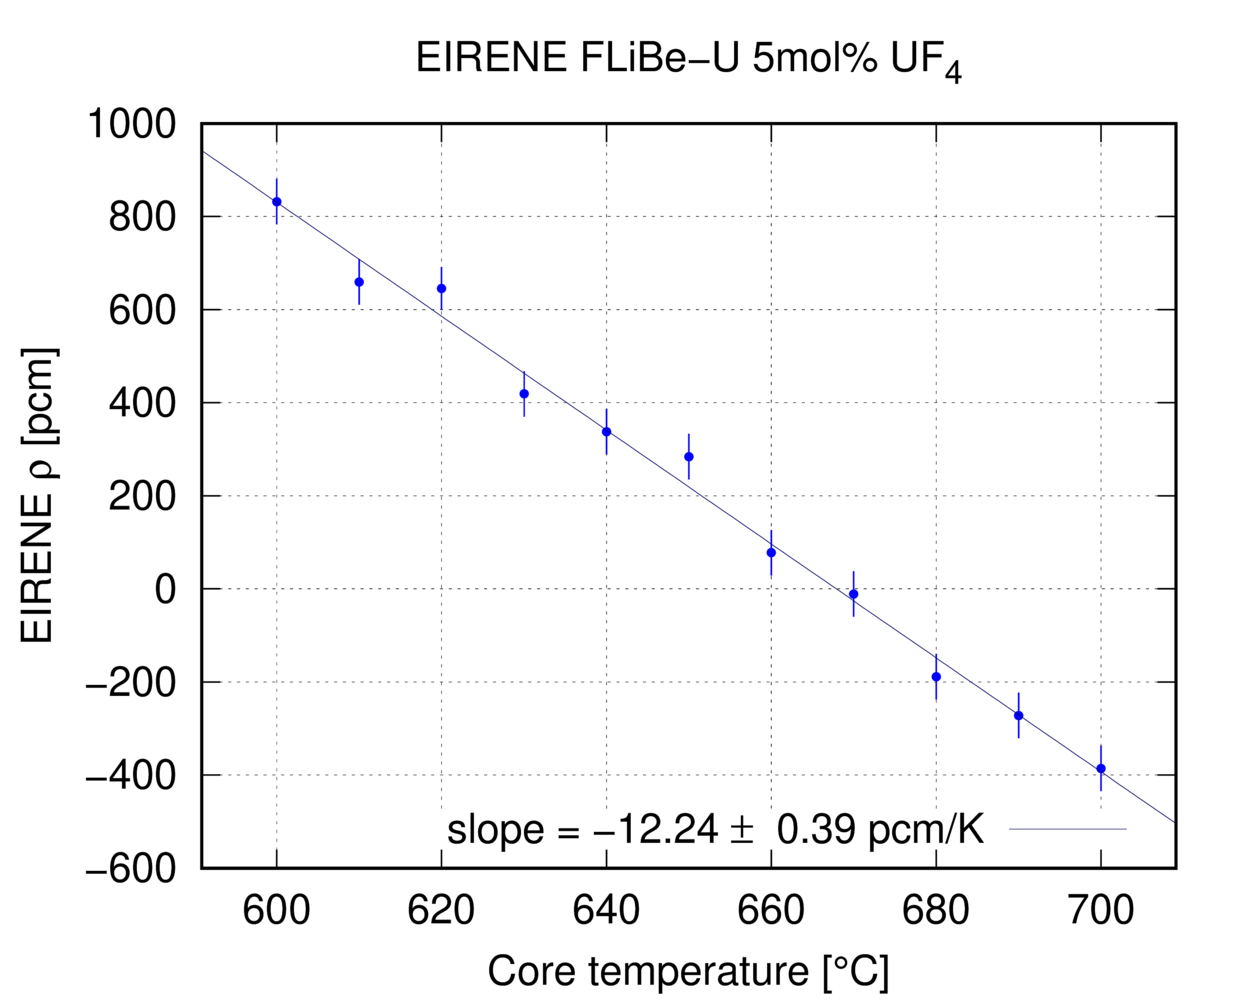 EIRENE FLiBe−U 5mol% UF₄
1000
800
600
400
200
0
−200
−400
−600
EIRENE ρ [pcm]
slope = −12.24 ± 0.39 pcm/K
600 620 640 660 680 700
Core temperature [°C]